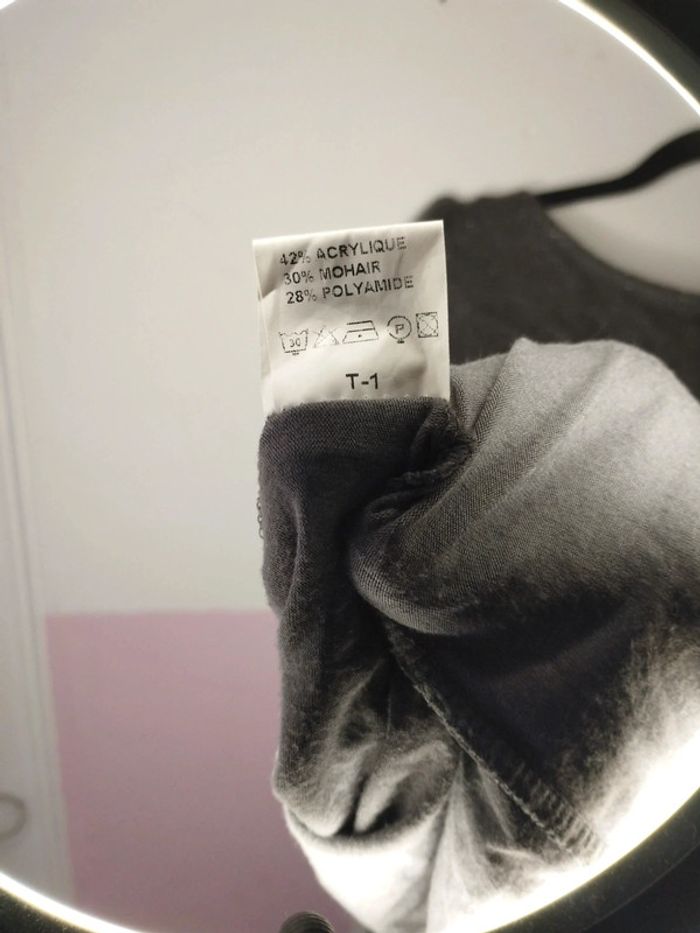 42% ACRYLIQUE
30% MOHAIR
28% POLYAMIDE
30 P
T-1